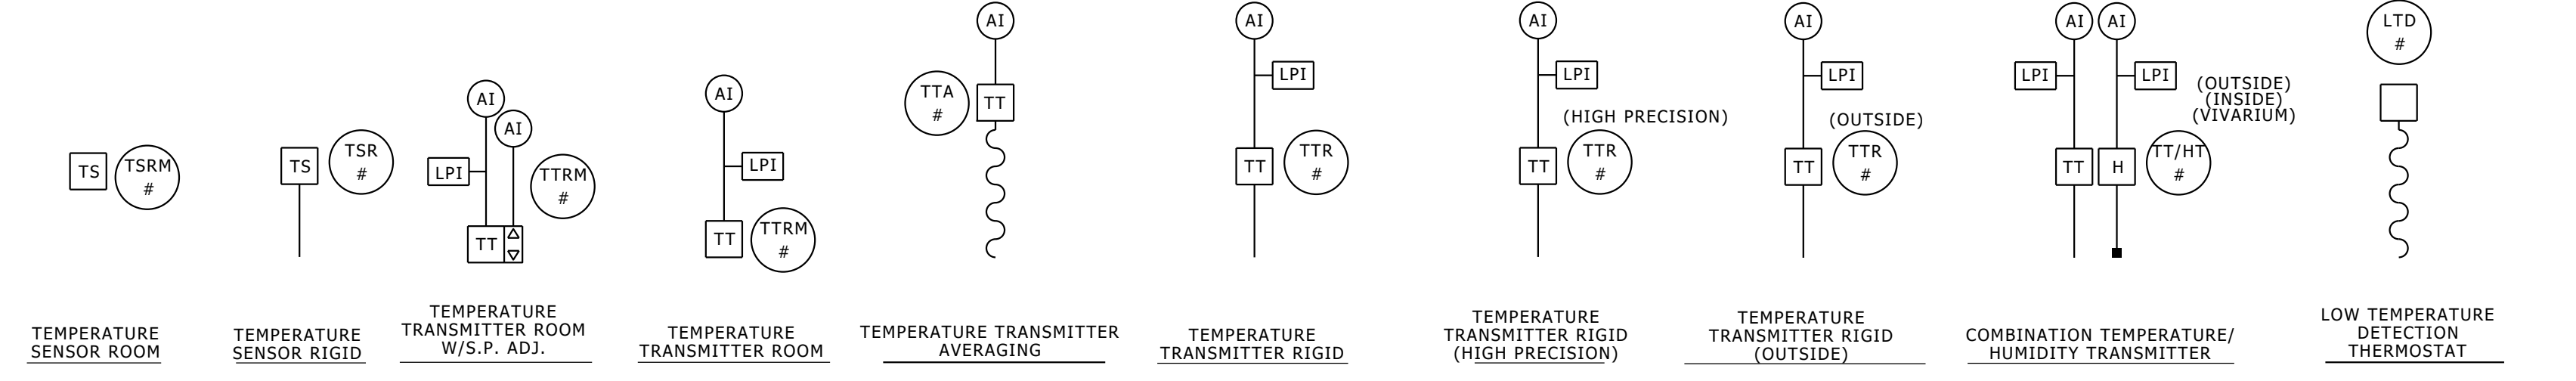 TS
TSRM
#
TEMPERATURE
SENSOR ROOM
TS
TSR
#
TEMPERATURE
SENSOR RIGID
AI
AI
LPI
TTRM
#
TT
TEMPERATURE
TRANSMITTER ROOM
W/S.P. ADJ.
AI
LPI
TT
TTRM
#
TEMPERATURE
TRANSMITTER ROOM
AI
TTA
#
TT
TEMPERATURE TRANSMITTER
AVERAGING
AI
LPI
TT
TTR
#
TEMPERATURE
TRANSMITTER RIGID
AI
LPI
(HIGH PRECISION)
TT
TTR
#
TEMPERATURE
TRANSMITTER RIGID
(HIGH PRECISION)
AI
LPI
(OUTSIDE)
TT
TTR
#
TEMPERATURE
TRANSMITTER RIGID
(OUTSIDE)
AI AI
LPI LPI
(OUTSIDE)
(INSIDE)
(VIVARIUM)
TT H
TT/HT
#
COMBINATION TEMPERATURE/
HUMIDITY TRANSMITTER
LTD
#
LOW TEMPERATURE
DETECTION
THERMOSTAT